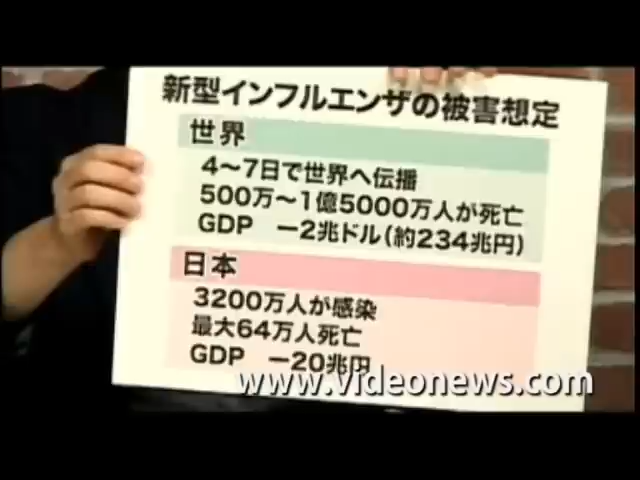 新型インフルエンザの被害想定
世界
4〜7日で世界へ伝播
500万〜1億5000万人が死亡
GDP −2兆ドル(約234兆円)
日本
3200万人が感染
最大64万人死亡
GDP −20兆円
www.videonews.com